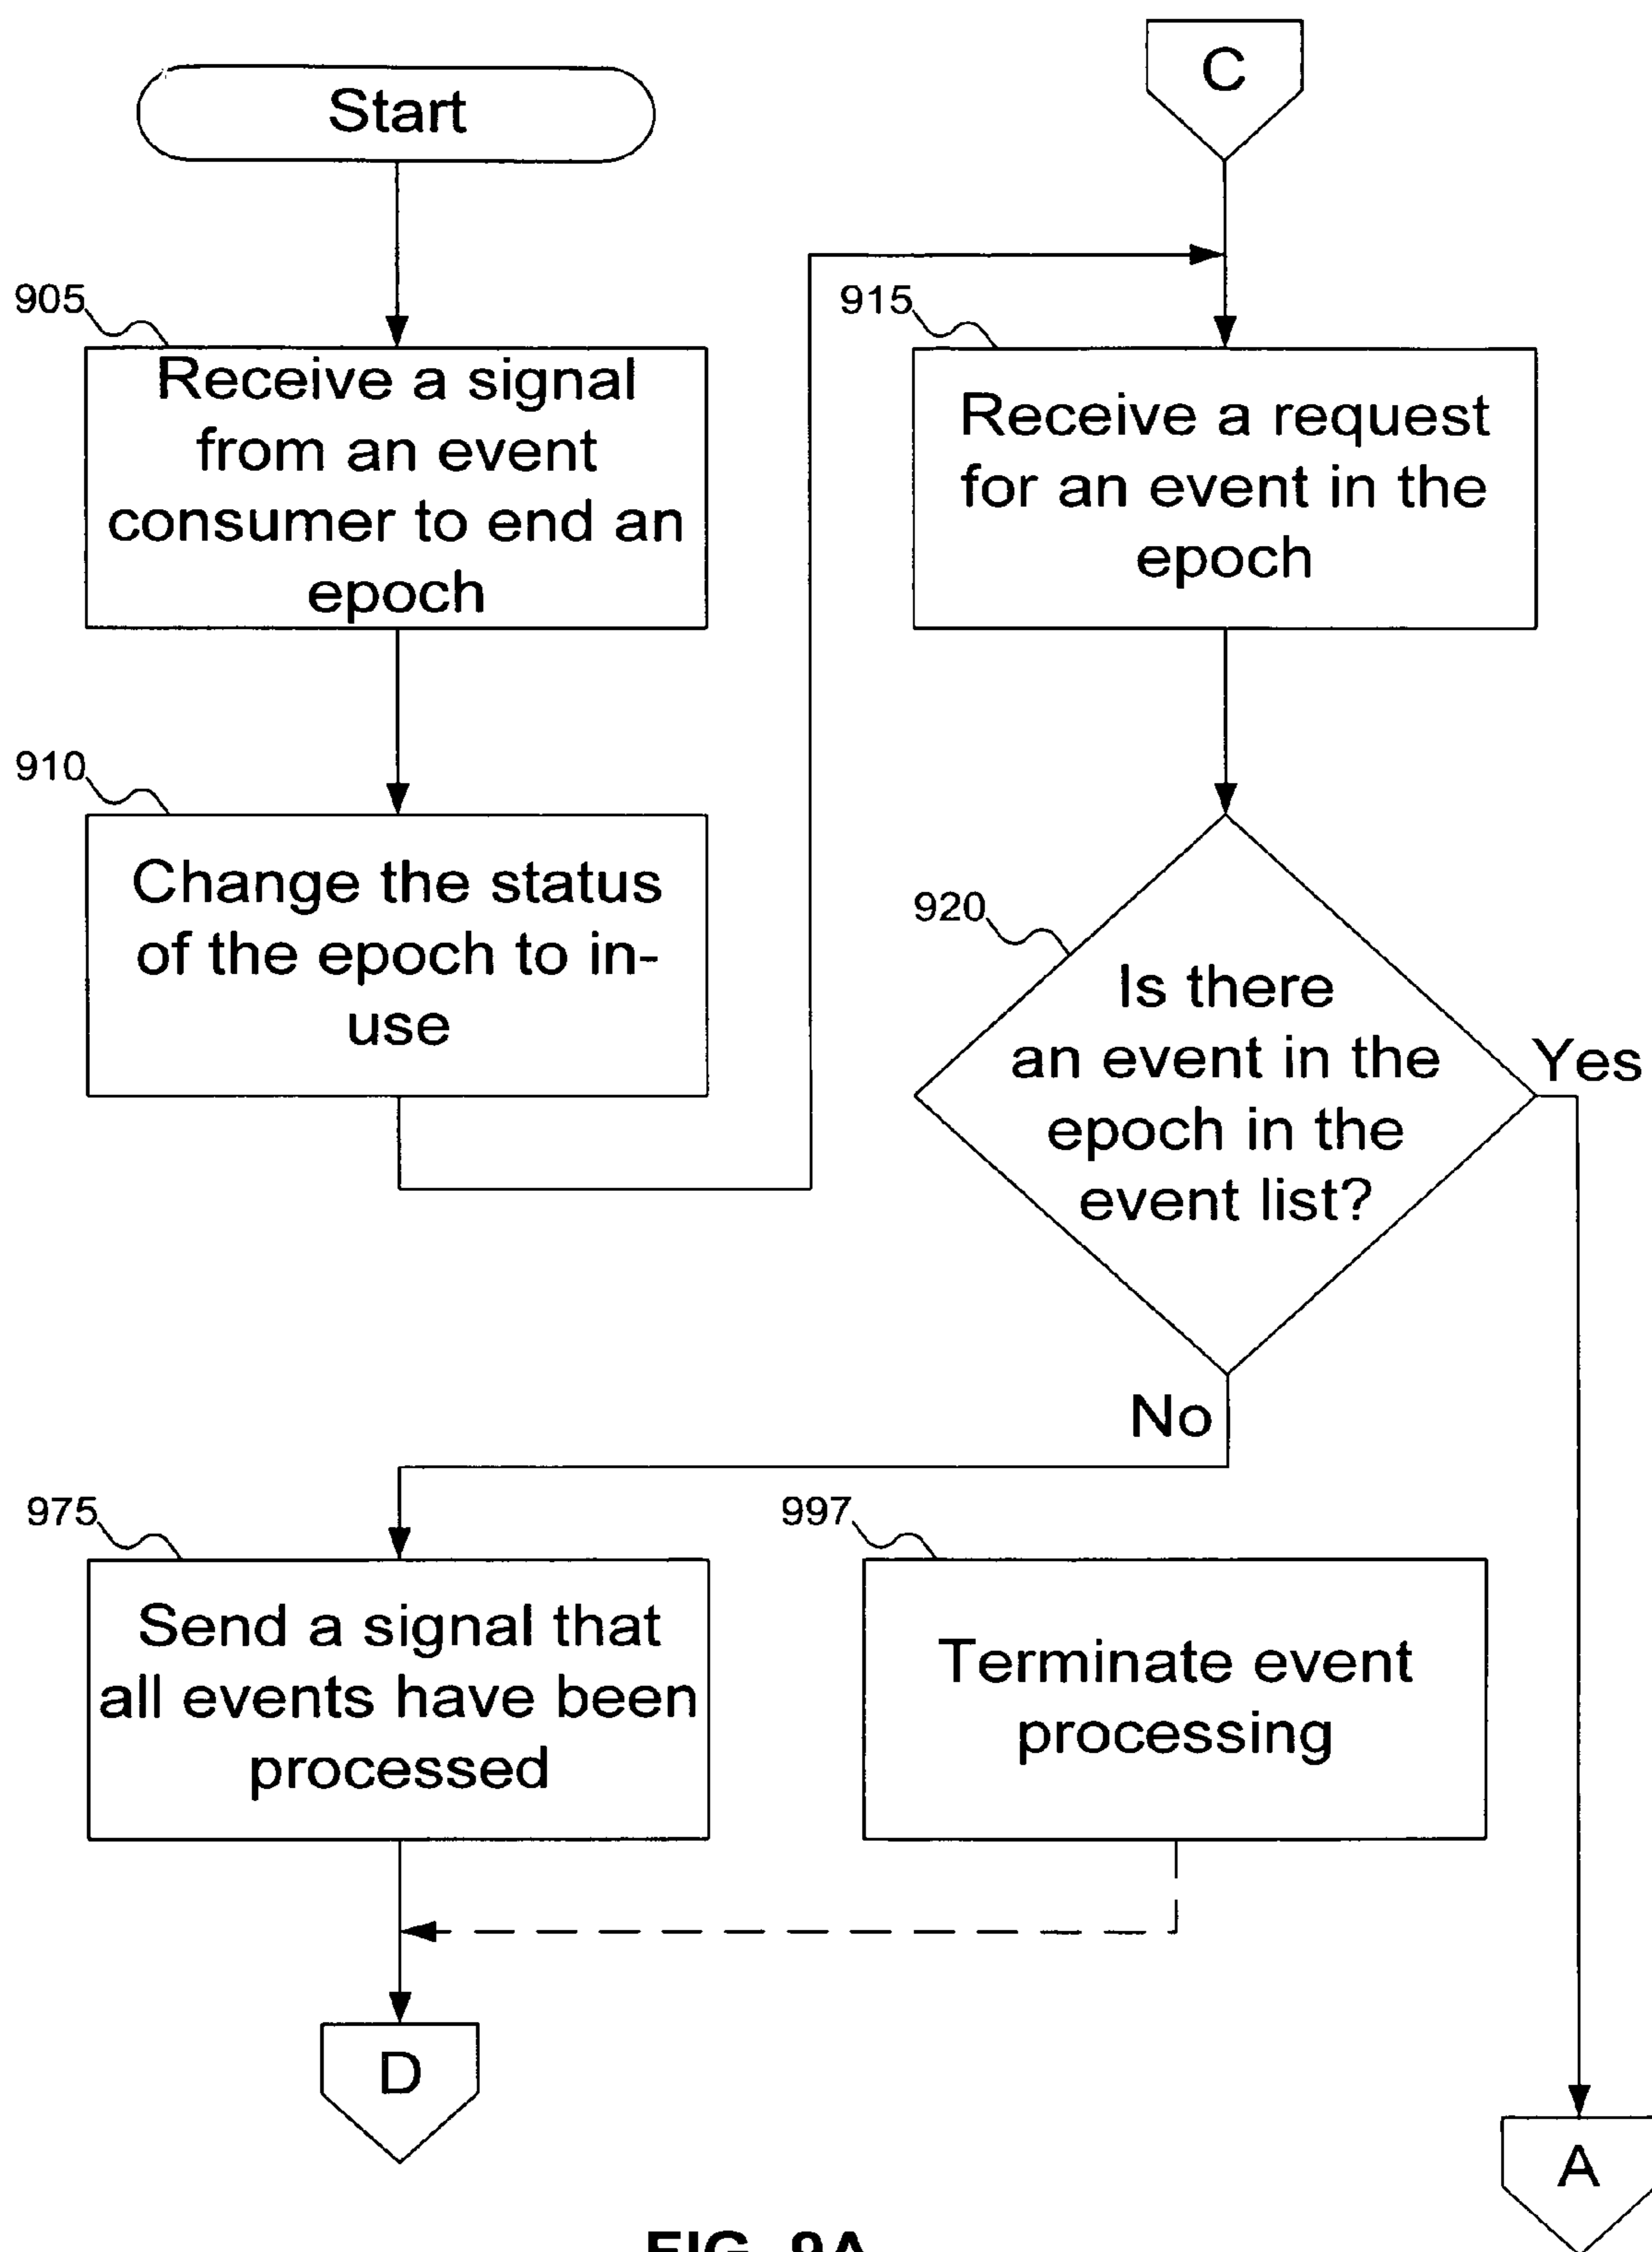 Start
905
Receive a signal
from an event
consumer to end an
epoch
910
Change the status
of the epoch to in-
use
C
915
Receive a request
for an event in the
epoch
920
Is there
an event in the
epoch in the
event list?
Yes
No
975
Send a signal that
all events have been
processed
997
Terminate event
processing
D
A
FIG. 9A